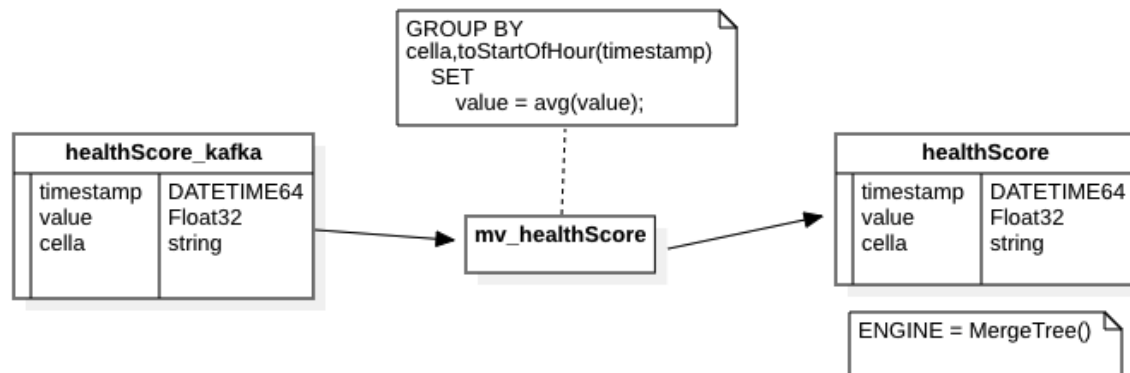 GROUP BY
cella,toStartOfHour(timestamp)
SET
value = avg(value);
healthScore_kafka
timestamp DATETIME64
value Float32
cella string
mv_healthScore
healthScore
timestamp DATETIME64
value Float32
cella string
ENGINE = MergeTree()